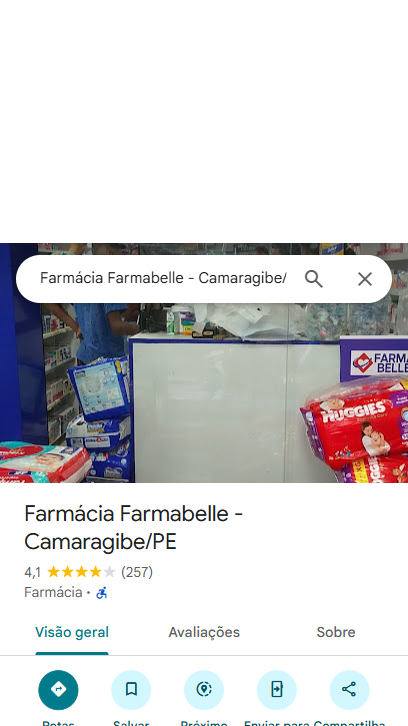 Farmácia Farmabelle - Camaragibe/
FARMA
BELLE
HUGGIES
Farmácia Farmabelle -
Camaragibe/PE
4,1 (257)
Farmácia ·
Visão geral
Avaliações
Sobre
Rotas
Salvar
Próximo
Enviar para
Compartilha